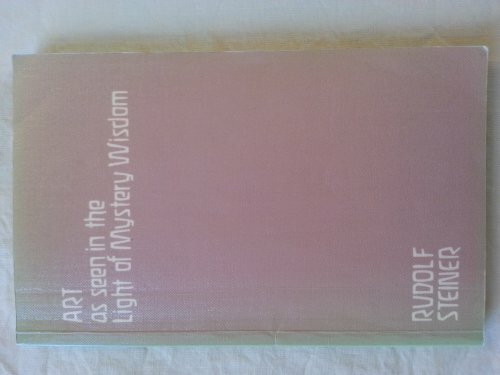 ART
as seen in the
Light of Mystery Wisdom
RUDOLF
STEINER